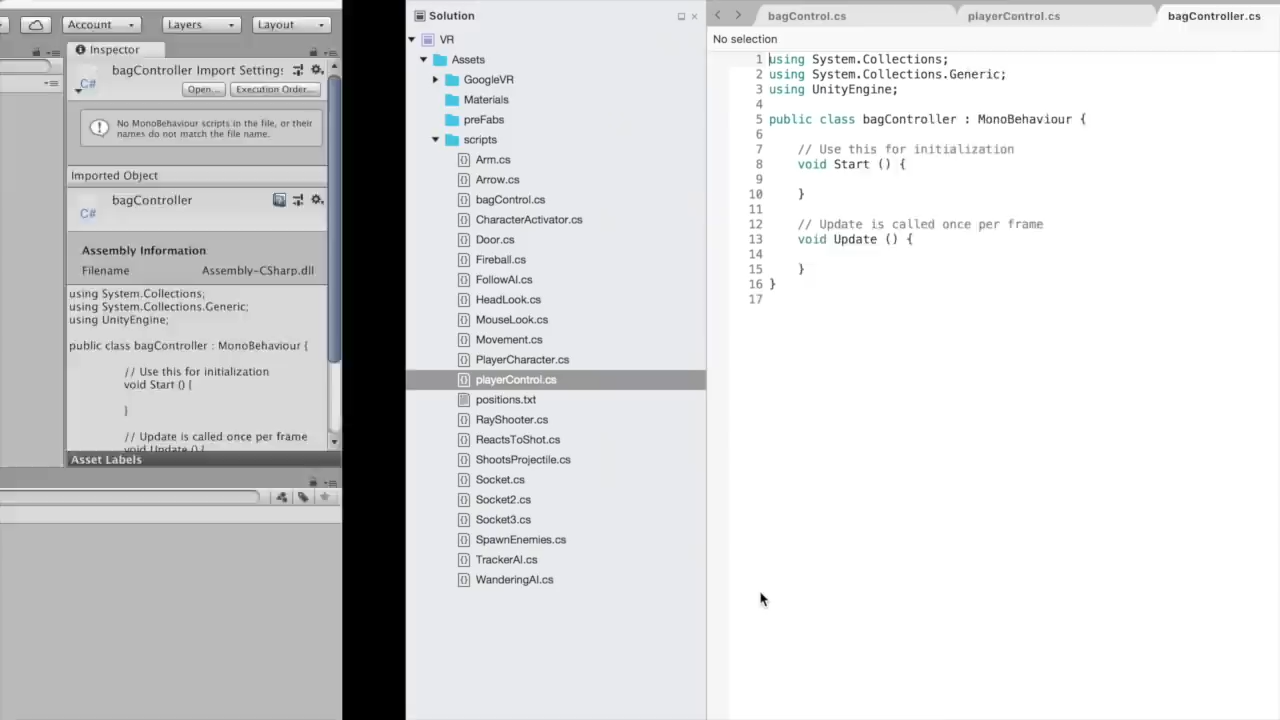 Account
Layers
Layout
Inspector
bagController Import Settings
Open...
Execution Order...
No MonoBehaviour scripts in the file, or their
names do not match the file name.
Imported Object
bagController
C#
Assembly Information
Filename Assembly-CSharp.dll
using System.Collections;
using System.Collections.Generic;
using UnityEngine;
public class bagController : MonoBehaviour {
// Use this for initialization
void Start () {
}
// Update is called once per frame
void Update () {
Asset Labels
Solution
VR
Assets
GoogleVR
Materials
preFabs
scripts
Arm.cs
Arrow.cs
bagControl.cs
CharacterActivator.cs
Door.cs
Fireball.cs
FollowAI.cs
HeadLook.cs
MouseLook.cs
Movement.cs
PlayerCharacter.cs
playerControl.cs
positions.txt
RayShooter.cs
ReactsToShot.cs
ShootsProjectile.cs
Socket.cs
Socket2.cs
Socket3.cs
SpawnEnemies.cs
TrackerAI.cs
WanderingAI.cs
bagControl.cs
playerControl.cs
bagController.cs
No selection
1 using System.Collections;
2 using System.Collections.Generic;
3 using UnityEngine;
4
5 public class bagController : MonoBehaviour {
6
7 // Use this for initialization
8 void Start () {
9
10 }
11
12 // Update is called once per frame
13 void Update () {
14
15 }
16 }
17